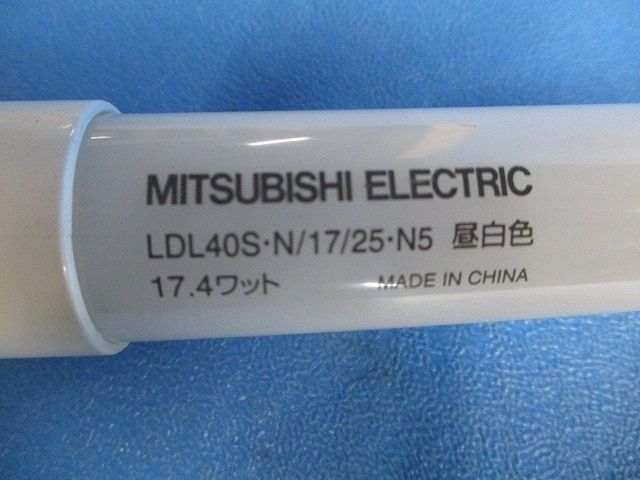 MITSUBISHI ELECTRIC
LDL40S·N/17/25·N5 昼白色
17.4ワット MADE IN CHINA